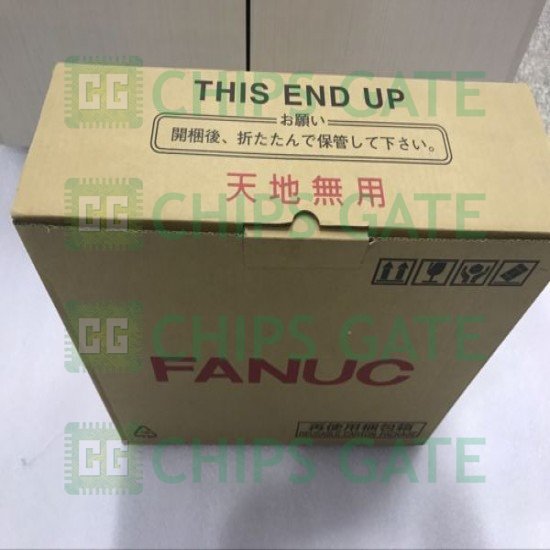 THIS END UP
お願い
開梱後、折たたんで保管して下さい。
天地無用
FANUC
再使用梱包箱
CHIPS GATE
CHIPS GATE
CHIPS GATE
CHIPS GATE